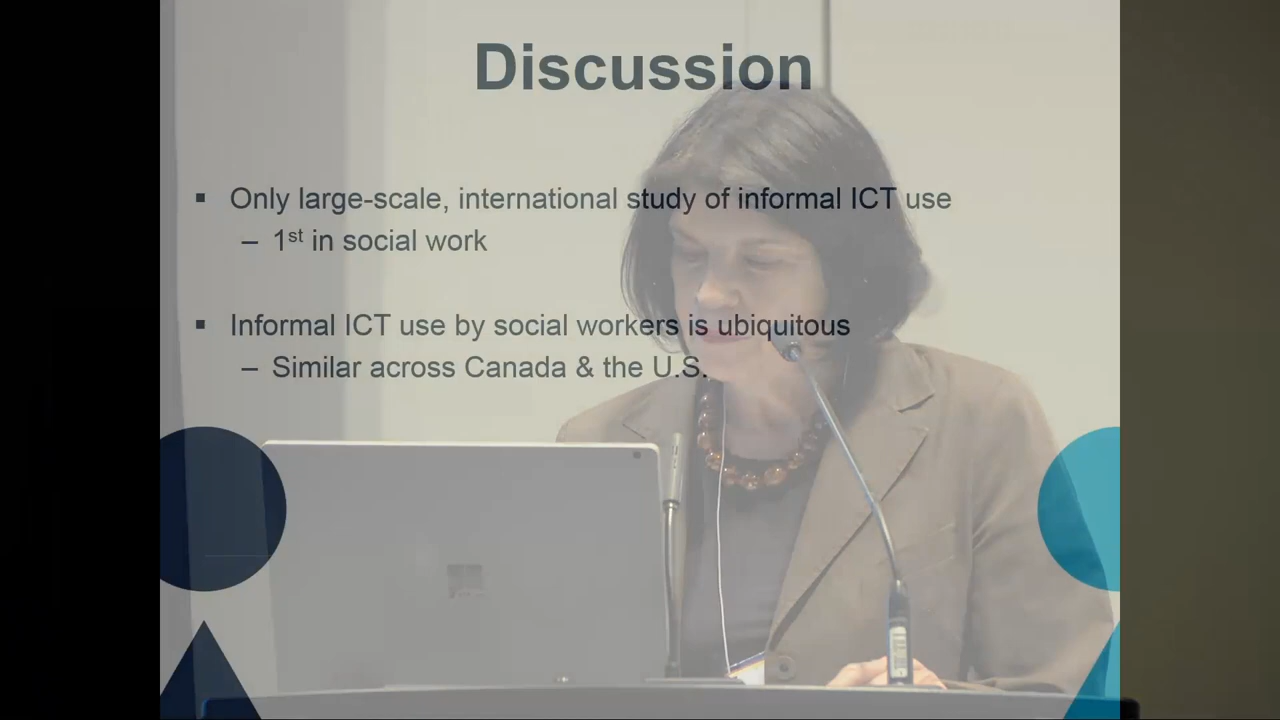 Discussion
▪ Only large-scale, international study of informal ICT use
– 1st in social work
▪ Informal ICT use by social workers is ubiquitous
– Similar across Canada & the U.S.